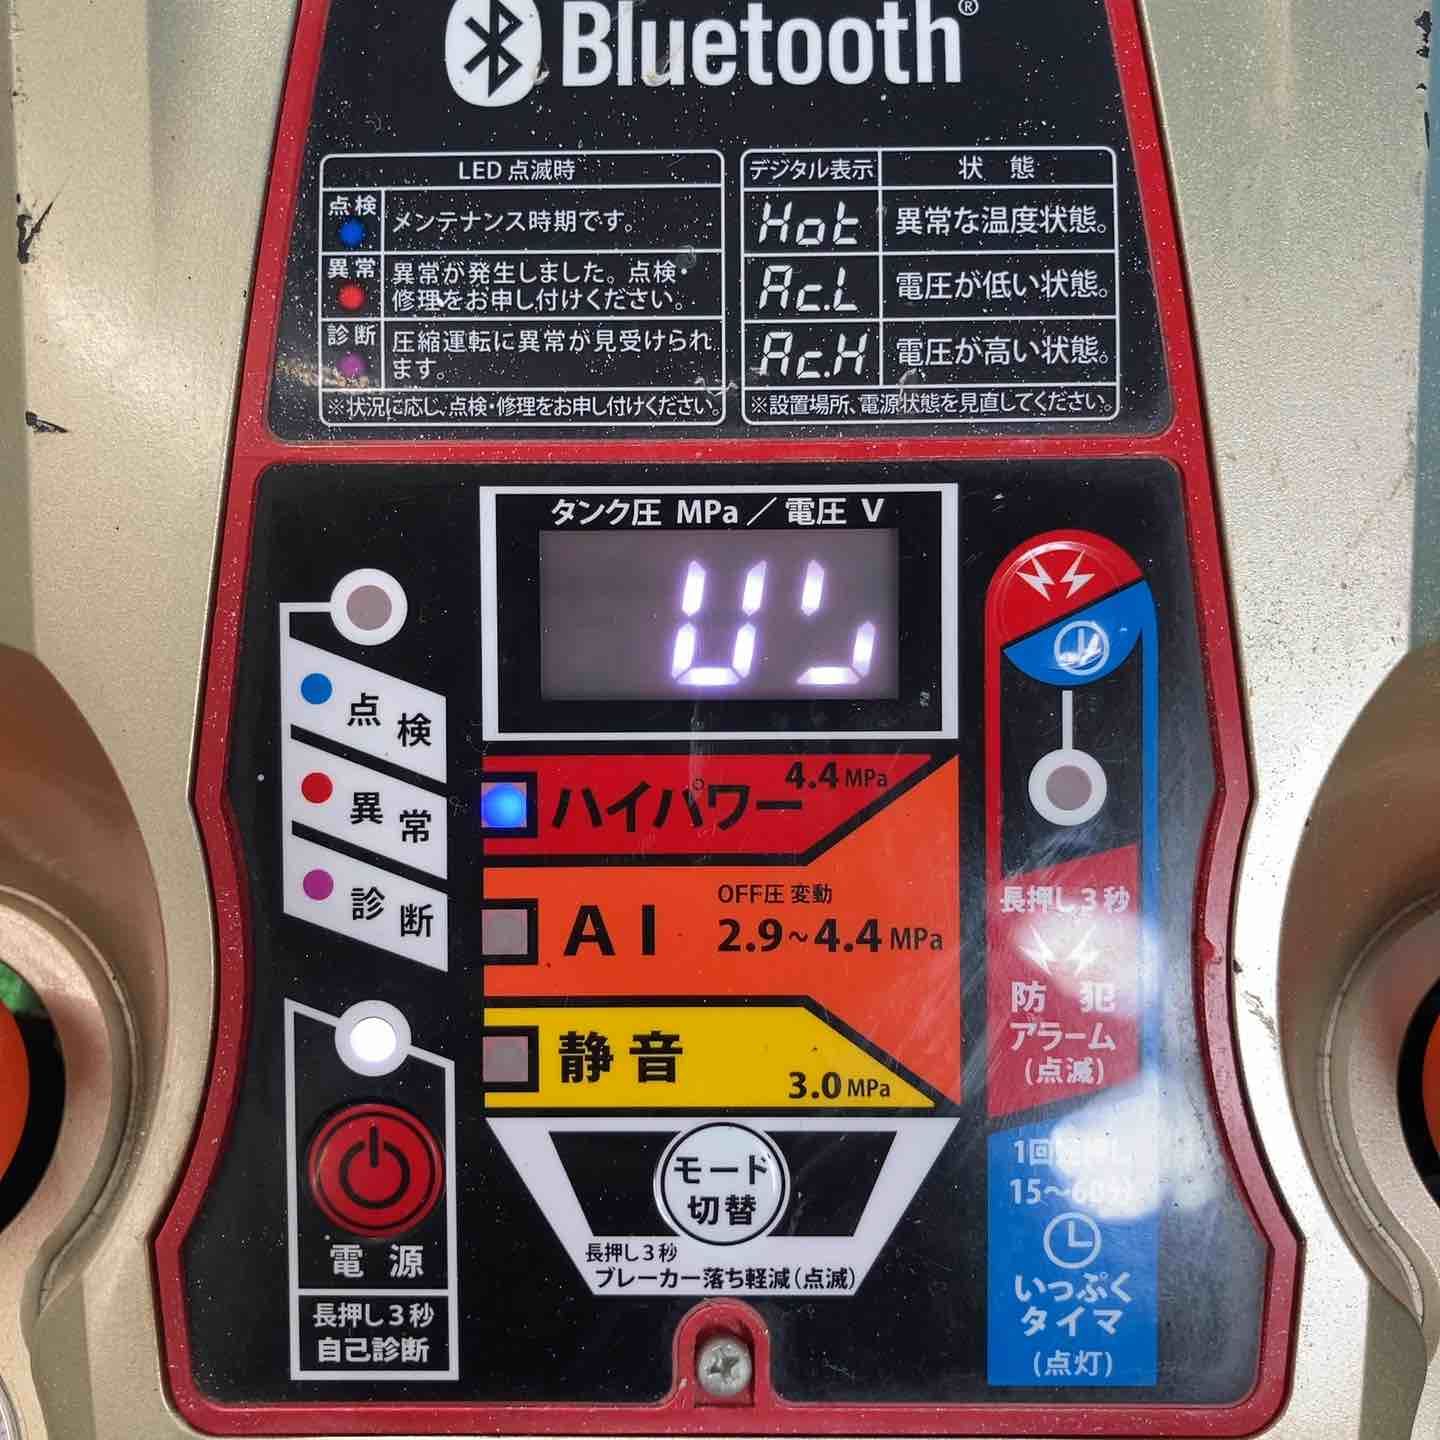 Bluetooth®
LED 点滅時
点検
メンテナンス時期です。
異常
異常が発生しました。点検・
修理をお申し付けください。
診断
圧縮運転に異常が見受けられ
ます。
※状況に応じ、点検・修理をお申し付けください。
デジタル表示 状態
Hot 異常な温度状態。
Ac.L 電圧が低い状態。
Ac.H 電圧が高い状態。
※設置場所、電源状態を見直してください。
タンク圧 MPa／電圧 V
点検
異常
診断
ハイパワー 4.4 MPa
AI
OFF圧 変動
2.9~4.4 MPa
静音
3.0 MPa
モード
切替
長押し3秒
ブレーカー落ち軽減(点滅)
電源
長押し3秒
自己診断
長押し3秒
防犯
アラーム
(点滅)
1回
15~60分
いっぷく
タイマ
(点灯)